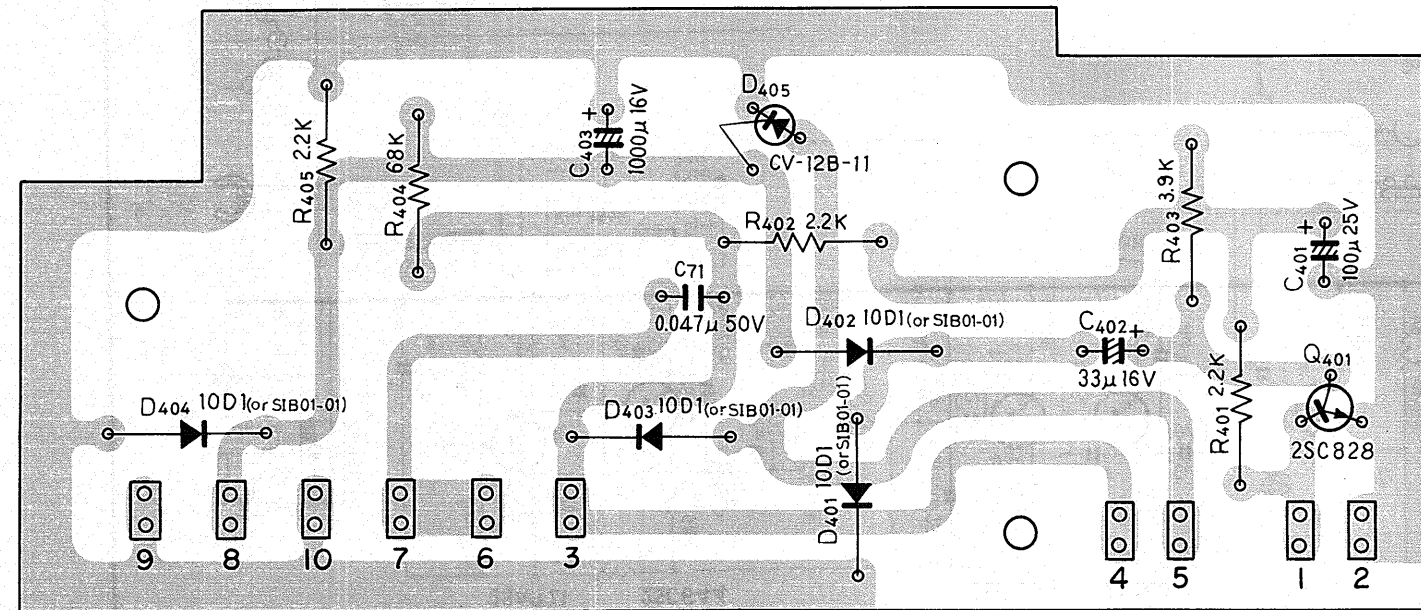 D405
CV-12B-11
R405 2.2K
R404 68K
C403 1000µ 16V
+
R402 2.2K
R403 3.9K
C401 100µ 25V
+
C71
0.047µ 50V
D402 10D1 (or SIB01-01)
C402 +
33µ 16V
R401 2.2K
Q401
2SC828
D404 10D1 (or SIB01-01)
D403 10D1 (or SIB01-01)
D401 10D1 (or SIB01-01)
9 8 10 7 6 3 4 5 1 2